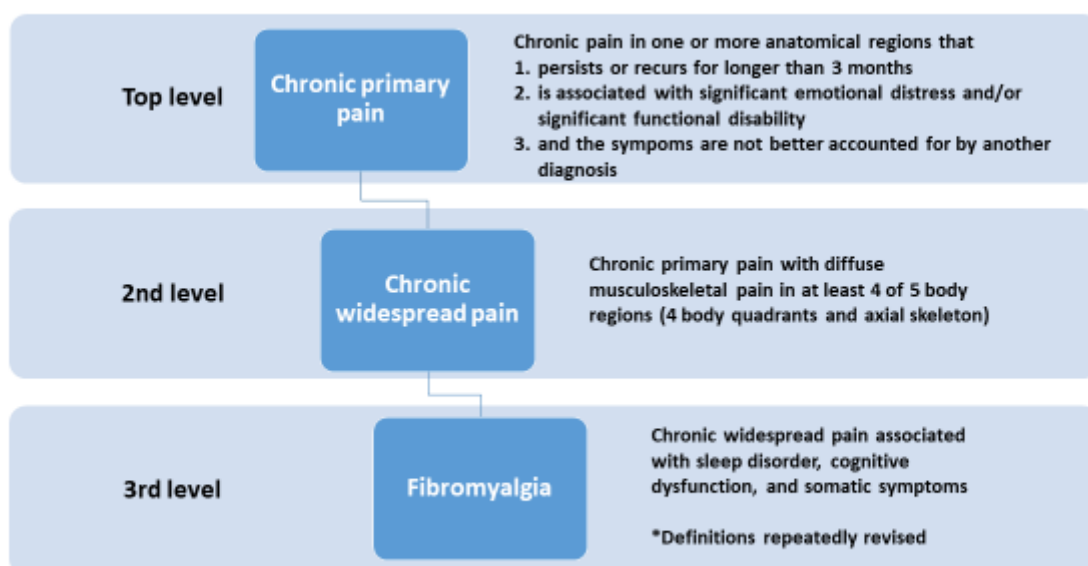 Top level
Chronic primary
pain
Chronic pain in one or more anatomical regions that
1. persists or recurs for longer than 3 months
2. is associated with significant emotional distress and/or
significant functional disability
3. and the sympoms are not better accounted for by another
diagnosis
2nd level
Chronic
widespread pain
Chronic primary pain with diffuse
musculoskeletal pain in at least 4 of 5 body
regions (4 body quadrants and axial skeleton)
3rd level
Fibromyalgia
Chronic widespread pain associated
with sleep disorder, cognitive
dysfunction, and somatic symptoms
*Definitions repeatedly revised